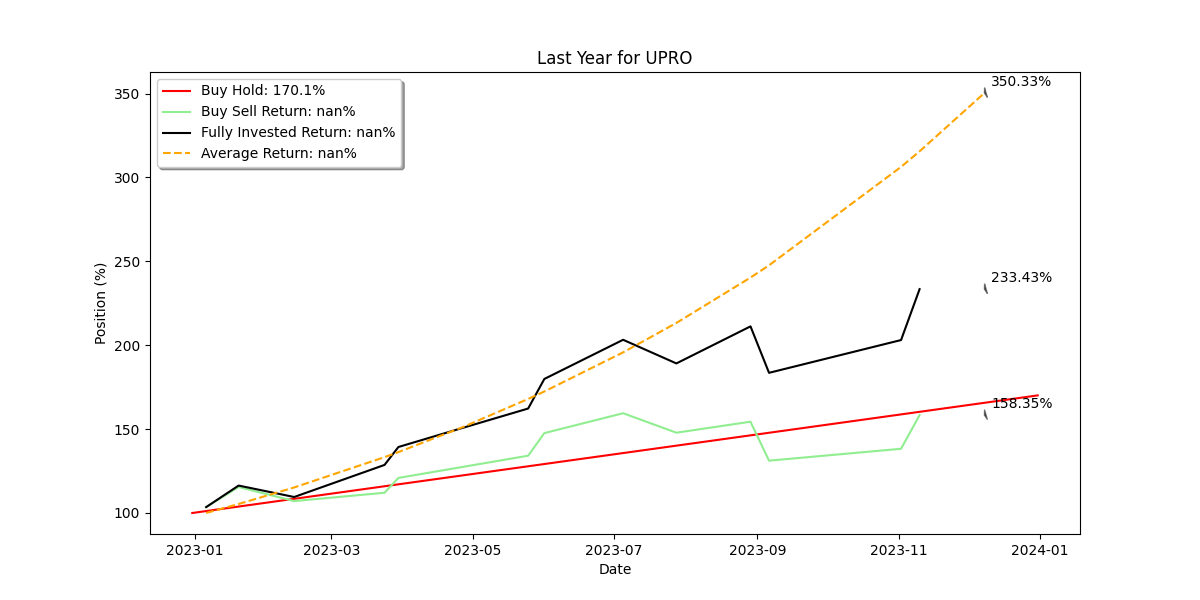 Last Year for UPRO
Buy Hold: 170.1%
Buy Sell Return: nan%
Fully Invested Return: nan%
Average Return: nan%
350.33%
233.43%
158.35%
Position (%)
350
300
250
200
150
100
2023-01
2023-03
2023-05
2023-07
2023-09
2023-11
2024-01
Date